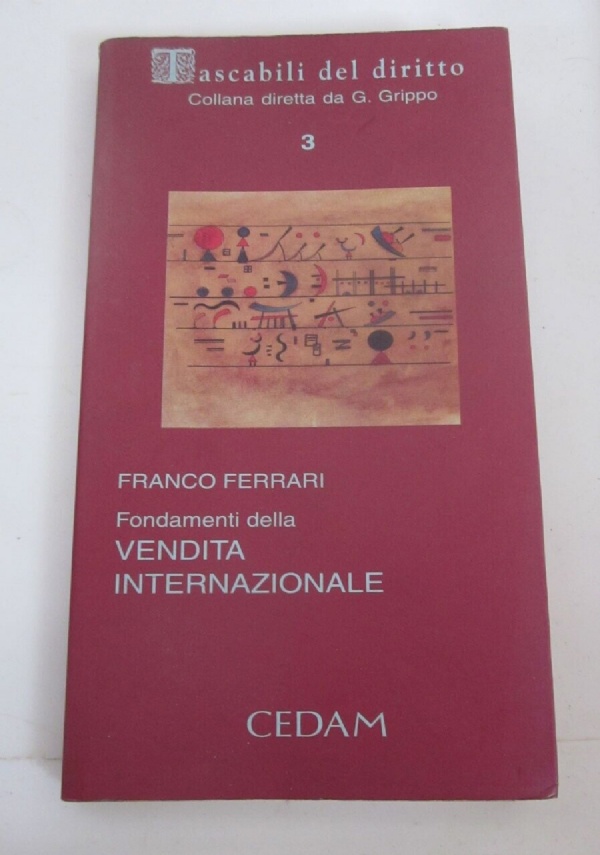 Tascabili del diritto
Collana diretta da G. Grippo
3
FRANCO FERRARI
Fondamenti della
VENDITA
INTERNAZIONALE
CEDAM